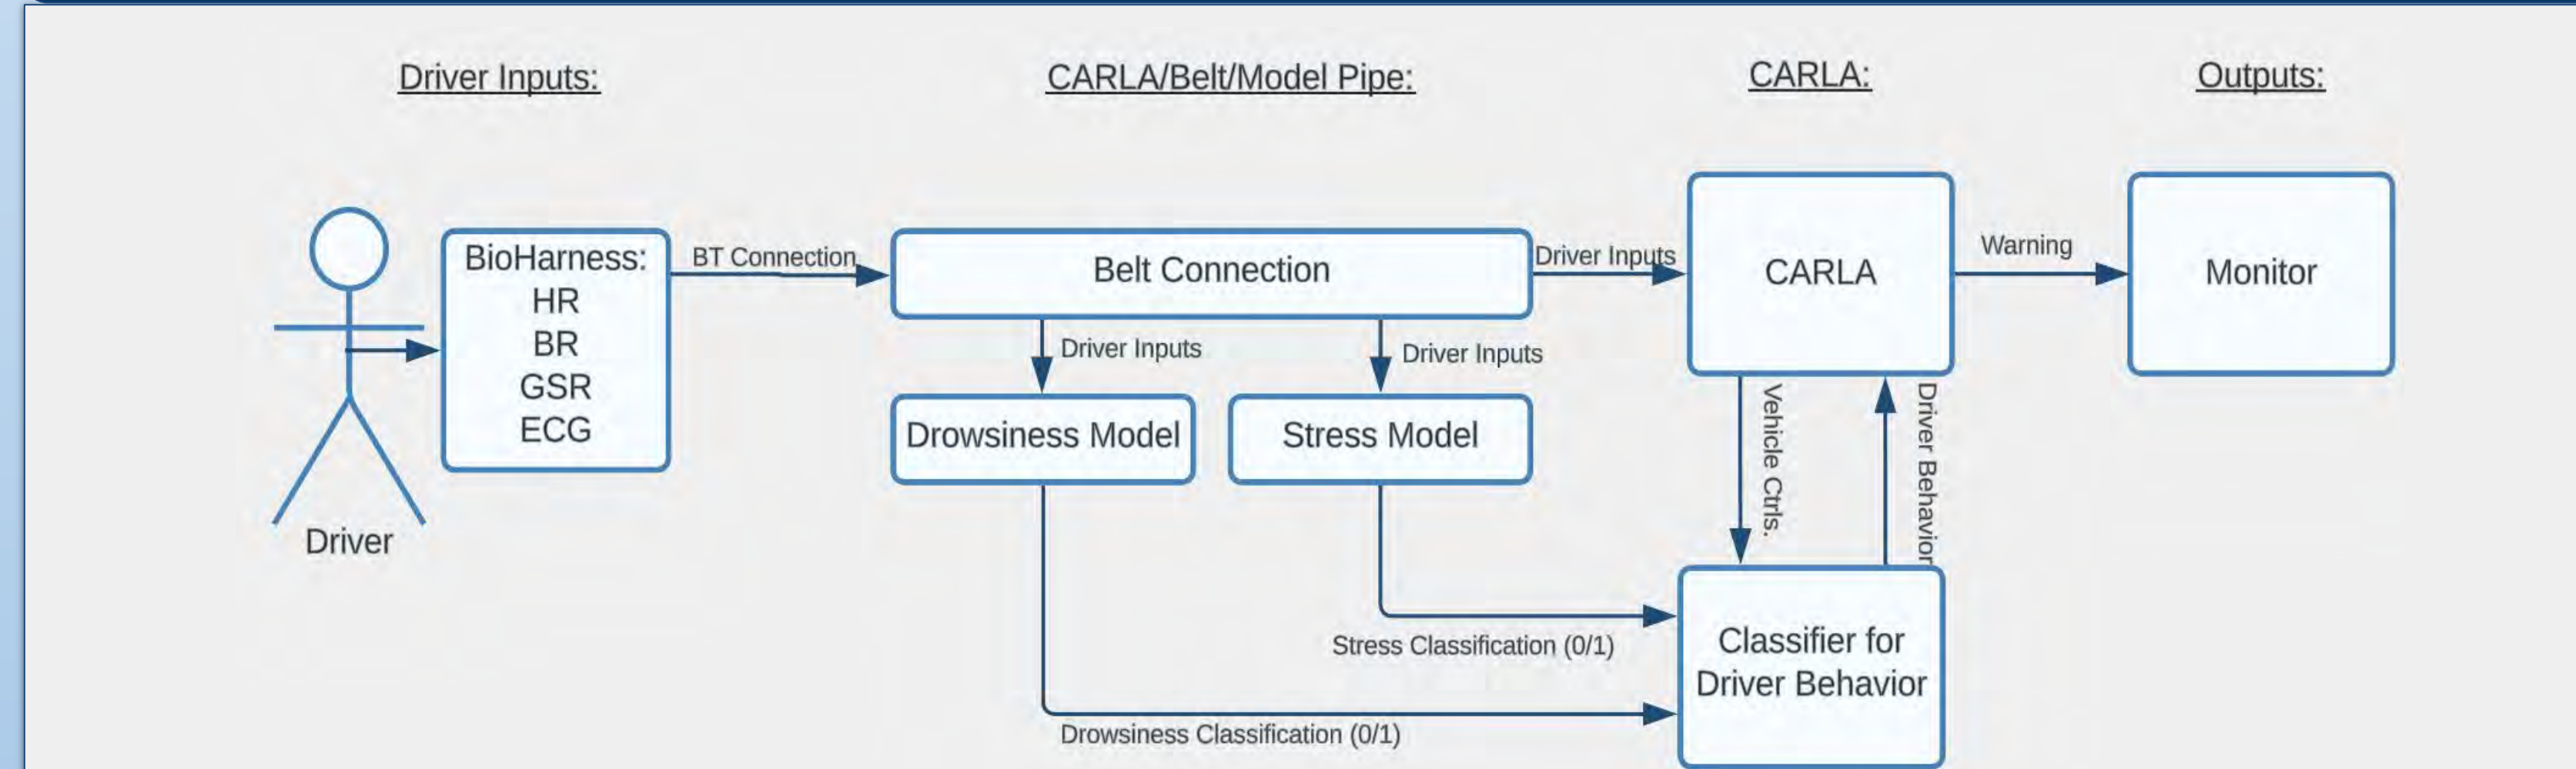 Driver Inputs:
CARLA/Belt/Model Pipe:
CARLA:
Outputs:
Driver
BioHarness:
HR
BR
GSR
ECG
BT Connection
Belt Connection
Driver Inputs
Driver Inputs
Driver Inputs
Drowsiness Model
Stress Model
CARLA
Warning
Monitor
Vehicle Ctrls.
Driver Behavior
Stress Classification (0/1)
Drowsiness Classification (0/1)
Classifier for
Driver Behavior